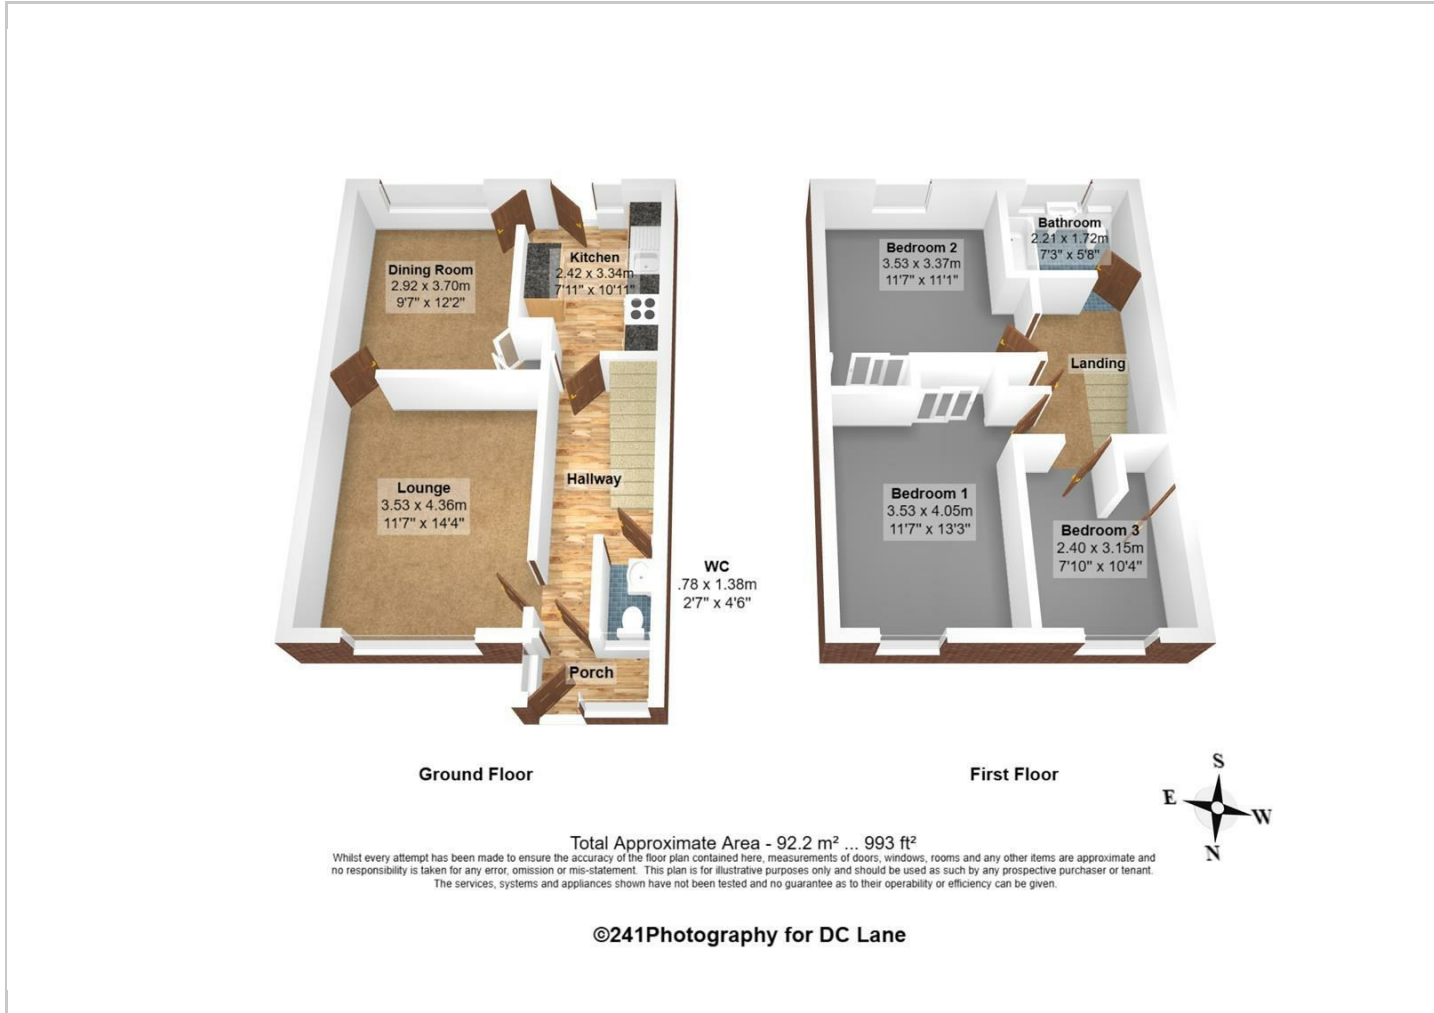 Dining Room
2.92 x 3.70m
9'7" x 12'2"
Kitchen
2.42 x 3.34m
7'11" x 10'11"
Lounge
3.53 x 4.36m
11'7" x 14'4"
Hallway
WC
.78 x 1.38m
2'7" x 4'6"
Porch
Ground Floor
Bedroom 2
3.53 x 3.37m
11'7" x 11'1"
Bathroom
2.21 x 1.72m
7'3" x 5'8"
Landing
Bedroom 1
3.53 x 4.05m
11'7" x 13'3"
Bedroom 3
2.40 x 3.15m
7'10" x 10'4"
First Floor
S
E
W
N
Total Approximate Area - 92.2 m² ... 993 ft²
Whilst every attempt has been made to ensure the accuracy of the floor plan contained here, measurements of doors, windows, rooms and any other items are approximate and
no responsibility is taken for any error, omission or mis-statement. This plan is for illustrative purposes only and should be used as such by any prospective purchaser or tenant.
The services, systems and appliances shown have not been tested and no guarantee as to their operability or efficiency can be given.
©241Photography for DC Lane